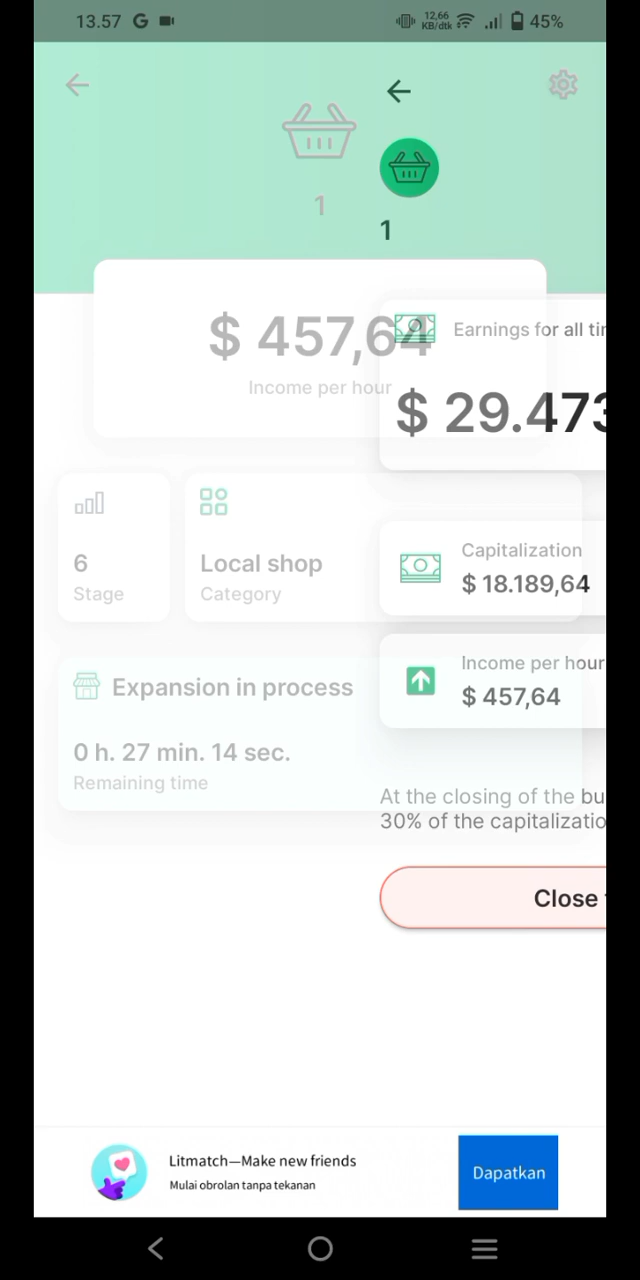 13.57
12,66
KB/dtk
45%
1
1
$ 457,64
Income per hour
Earnings for all tir
$ 29.473
6
Stage
Local shop
Category
Capitalization
$ 18.189,64
Income per hour
$ 457,64
Expansion in process
0 h. 27 min. 14 sec.
Remaining time
At the closing of the bu
30% of the capitalizatio
Close
Litmatch—Make new friends
Mulai obrolan tanpa tekanan
Dapatkan